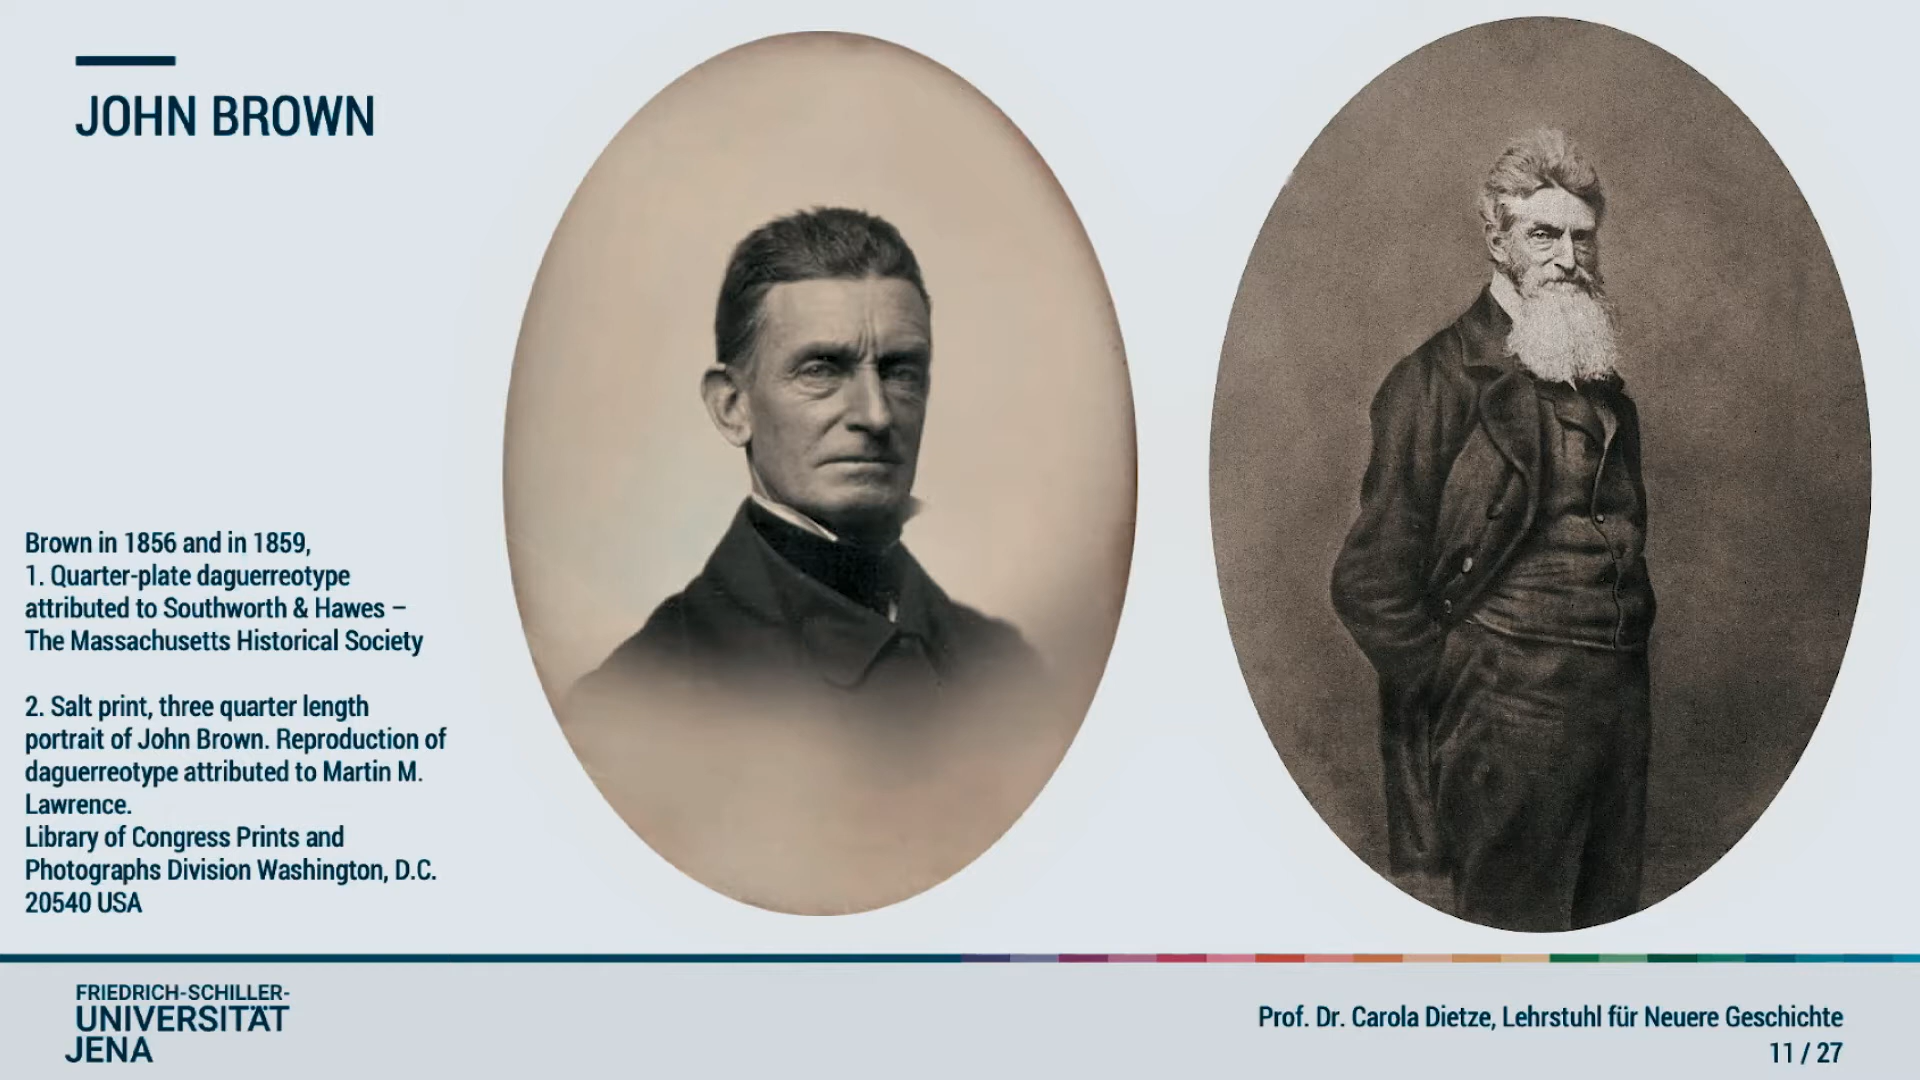 JOHN BROWN
Brown in 1856 and in 1859,
1. Quarter-plate daguerreotype
attributed to Southworth & Hawes –
The Massachusetts Historical Society
2. Salt print, three quarter length
portrait of John Brown. Reproduction of
daguerreotype attributed to Martin M.
Lawrence.
Library of Congress Prints and
Photographs Division Washington, D.C.
20540 USA
FRIEDRICH-SCHILLER-
UNIVERSITÄT
JENA
Prof. Dr. Carola Dietze, Lehrstuhl für Neuere Geschichte
11 / 27